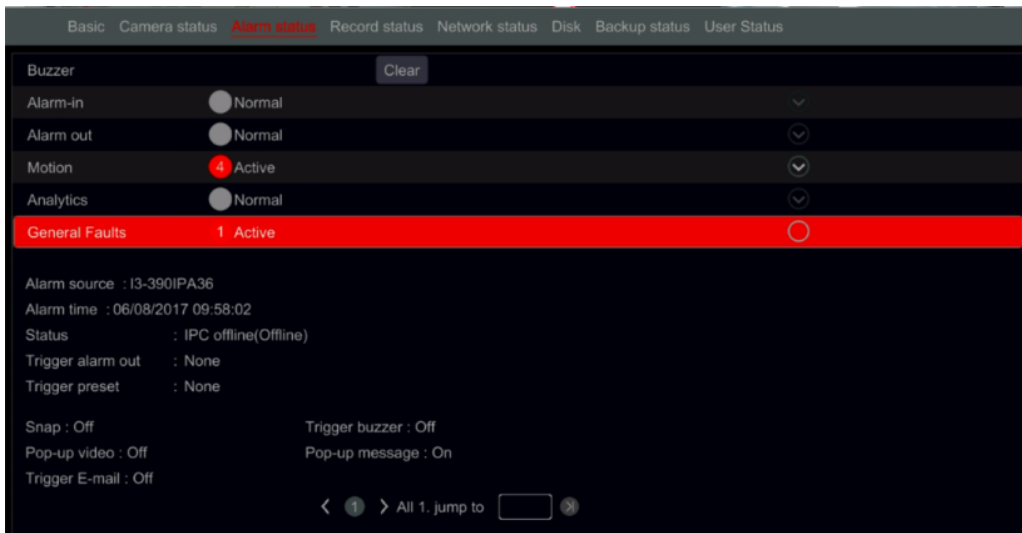 Basic Camera status Alarm status Record status Network status Disk Backup status User Status
Buzzer Clear
Alarm-in Normal
Alarm out Normal
Motion 4 Active
Analytics Normal
General Faults 1 Active
Alarm source : I3-390IPA36
Alarm time : 06/08/2017 09:58:02
Status : IPC offline(Offline)
Trigger alarm out : None
Trigger preset : None
Snap : Off Trigger buzzer : Off
Pop-up video : Off Pop-up message : On
Trigger E-mail : Off
1 All 1. jump to